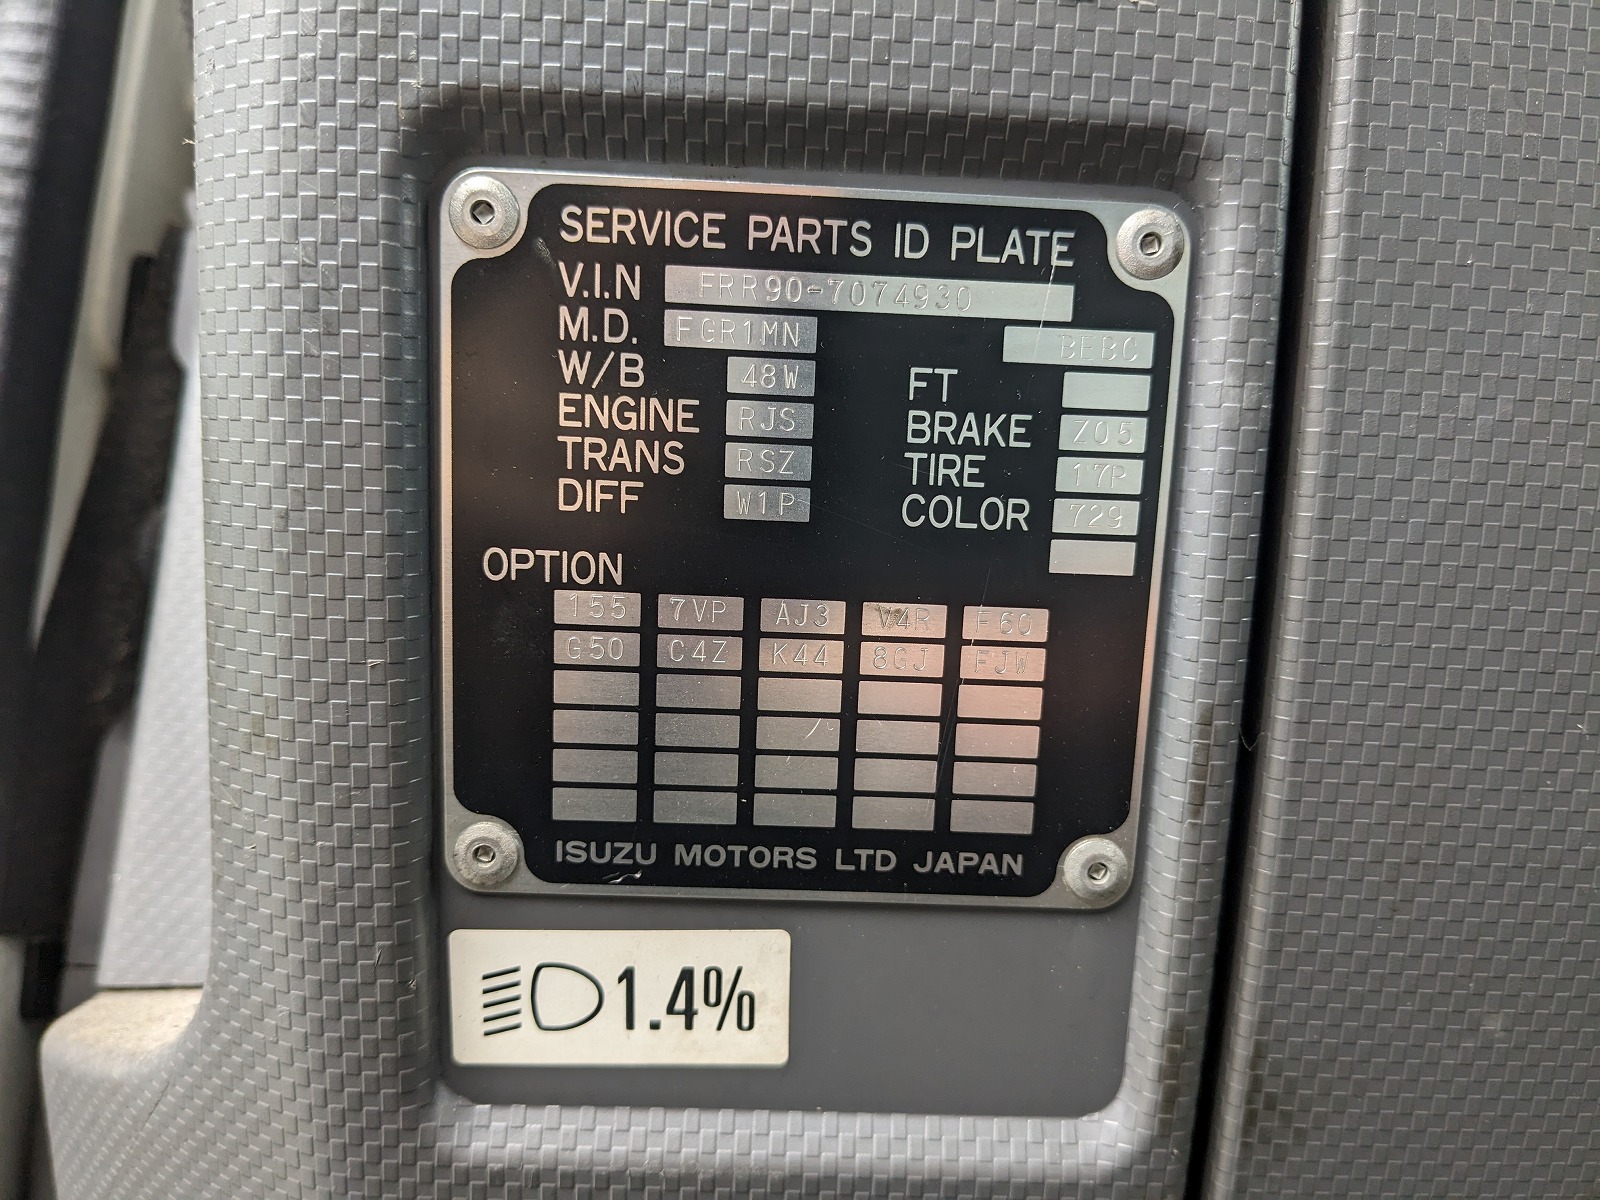 SERVICE PARTS ID PLATE
V.I.N FRR90-7074930
M.D. FGR1MN BEBC
W/B 48W FT
ENGINE RJS BRAKE Z05
TRANS RSZ TIRE 17P
DIFF W1P COLOR 729
OPTION
155 7VP AJ3 V4R F60
G50 C4Z K44 8GJ FJW
ISUZU MOTORS LTD JAPAN
1.4%